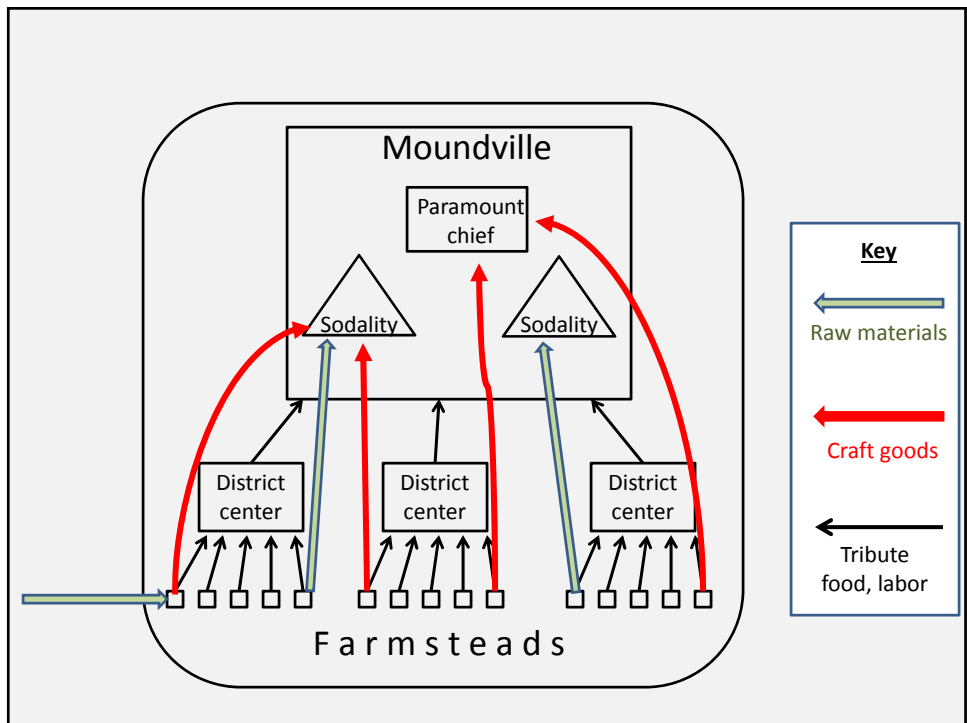 Moundville
Paramount
chief
Sodality
Sodality
District
center
District
center
District
center
Farmsteads
Key
Raw materials
Craft goods
Tribute
food, labor